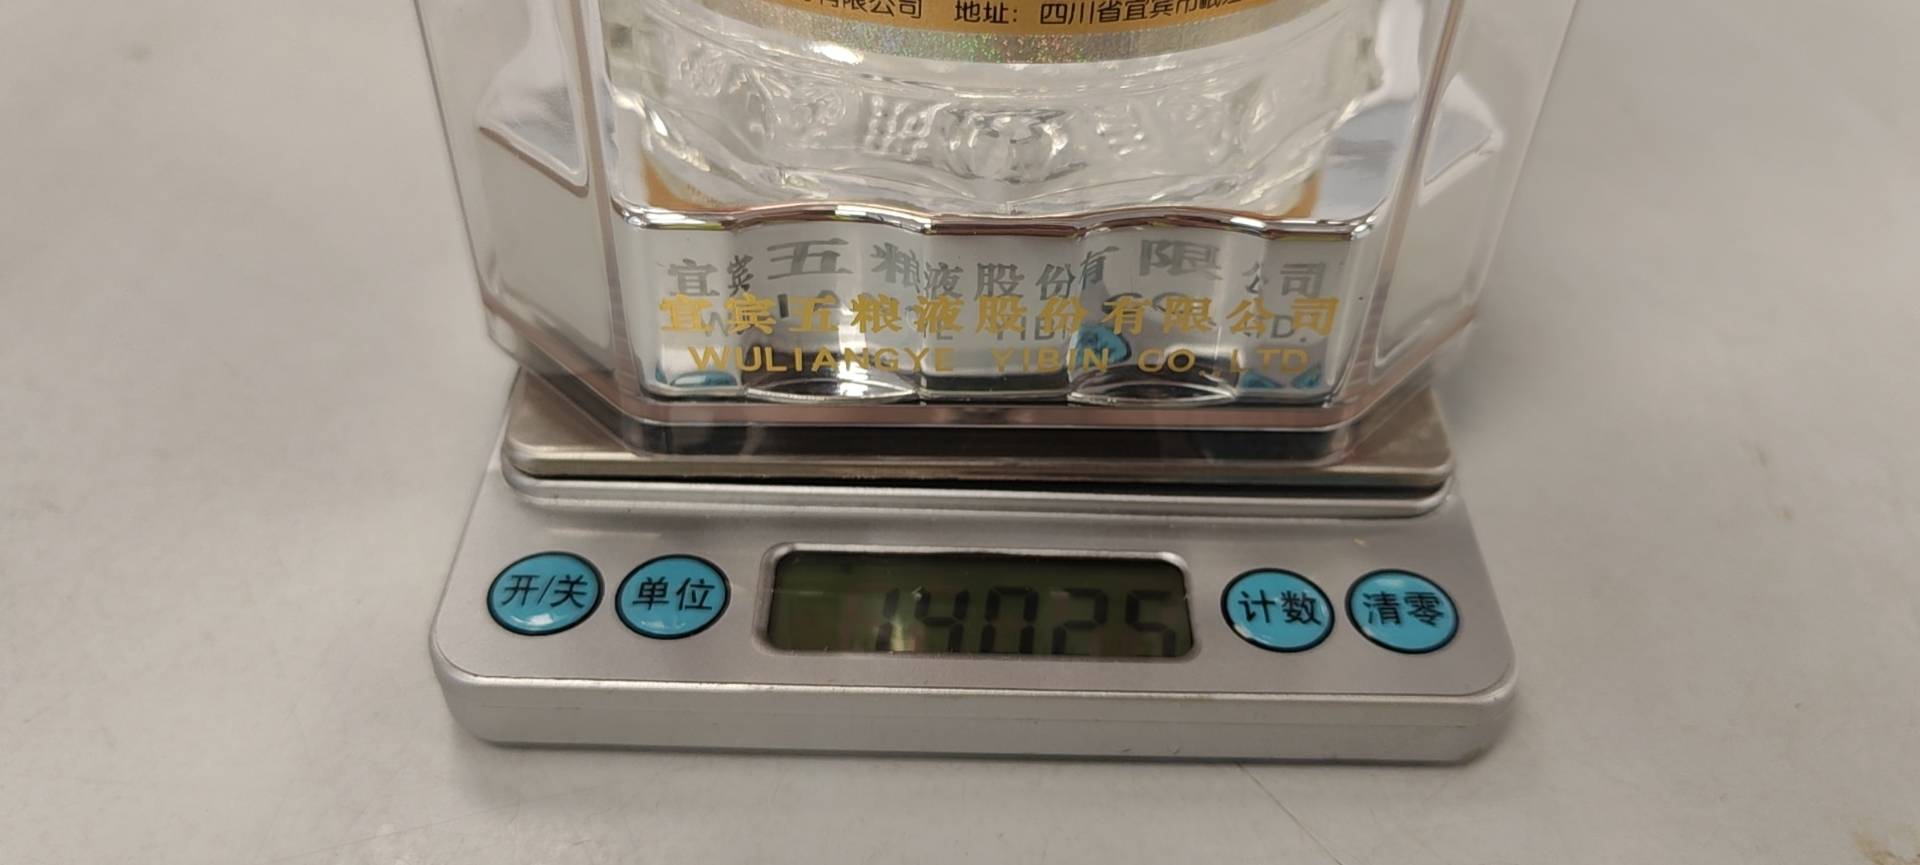 有限公司 地址：四川省宜宾市岷江
宜宾五粮液股份有限公司
宜宾五粮液股份有限公司
WULIANGYE YIBIN CO LTD
开/关 单位 14025 计数 清零